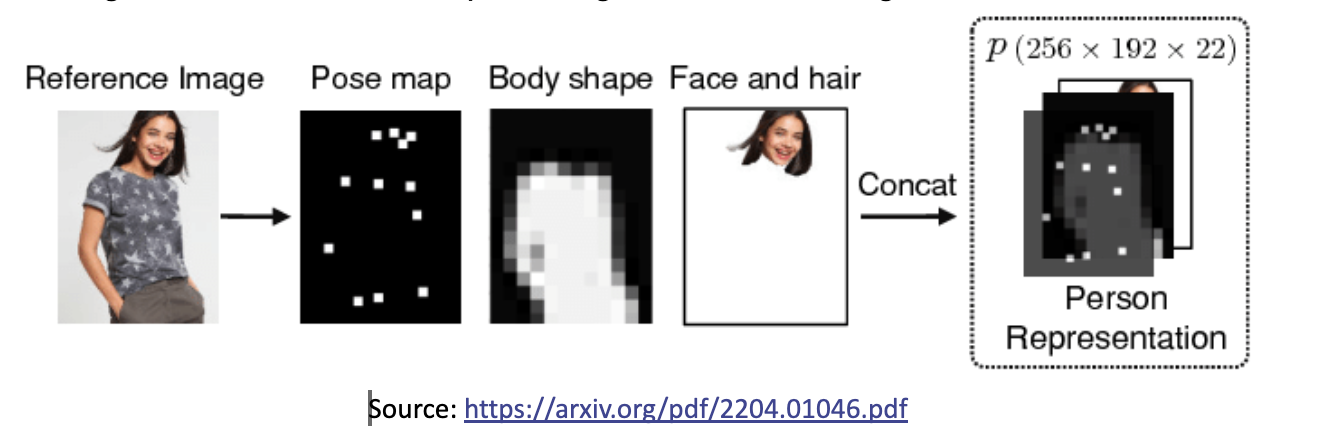 Reference Image
Pose map
Body shape
Face and hair
Concat
p (256 × 192 × 22)
Person
Representation
Source: https://arxiv.org/pdf/2204.01046.pdf